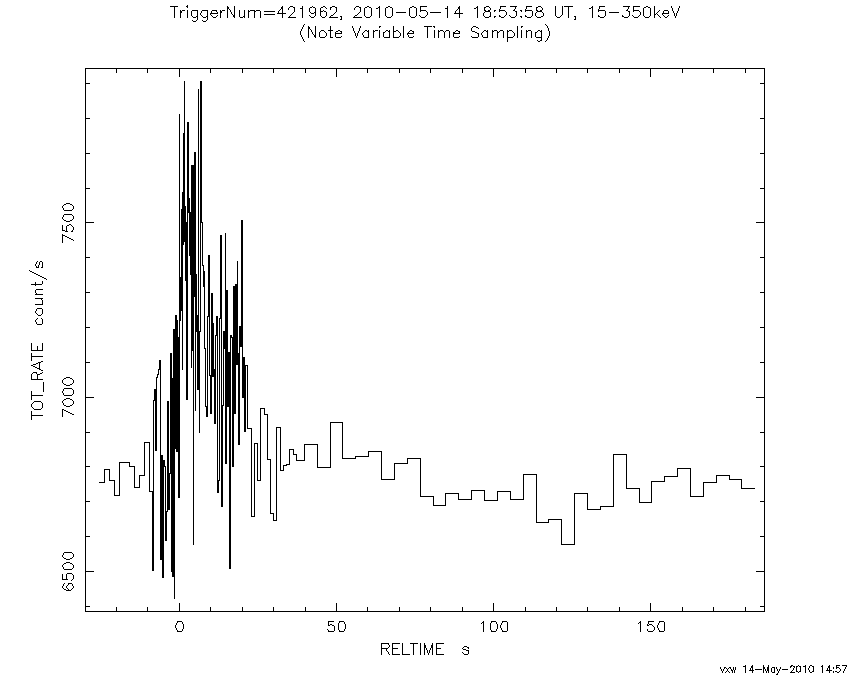 TriggerNum=421962, 2010-05-14 18:53:58 UT, 15-350keV
(Note Variable Time Sampling)
TOT_RATE count/s
7500
7000
6500
0 50 100 150
RELTIME s
vxw 14-May-2010 14:57